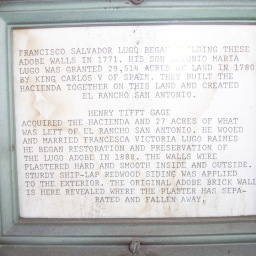 FRANCISCO SALVADOR LUGO BEGAN BUILDING THESE
ADOBE WALLS IN 1771. HIS SON ANTONIO MARIA
LUGO WAS GRANTED 29,514 ACRES OF LAND IN 1780
BY KING CARLOS V OF SPAIN. THEY BUILT THE
HACIENDA TOGETHER ON THIS LAND AND CREATED
EL RANCHO SAN ANTONIO.
HENRY TIFFT GAGE
ACQUIRED THE HACIENDA AND 27 ACRES OF WHAT
WAS LEFT OF EL RANCHO SAN ANTONIO. HE WOOED
AND MARRIED FRANCESCA VICTORIA LUGO RAIMES
HE BEGAN RESTORATION AND PRESERVATION OF
THE LUGO ADOBE IN 1888. THE WALLS WERE
PLASTERED HARD AND SMOOTH INSIDE AND OUTSIDE.
STURDY SHIP-LAP REDWOOD SIDING WAS APPLIED
TO THE EXTERIOR. THE ORIGINAL ADOBE BRICK WALL
IS HERE REVEALED WHERE THE PLASTER HAS SEPA-
RATED AND FALLEN AWAY.